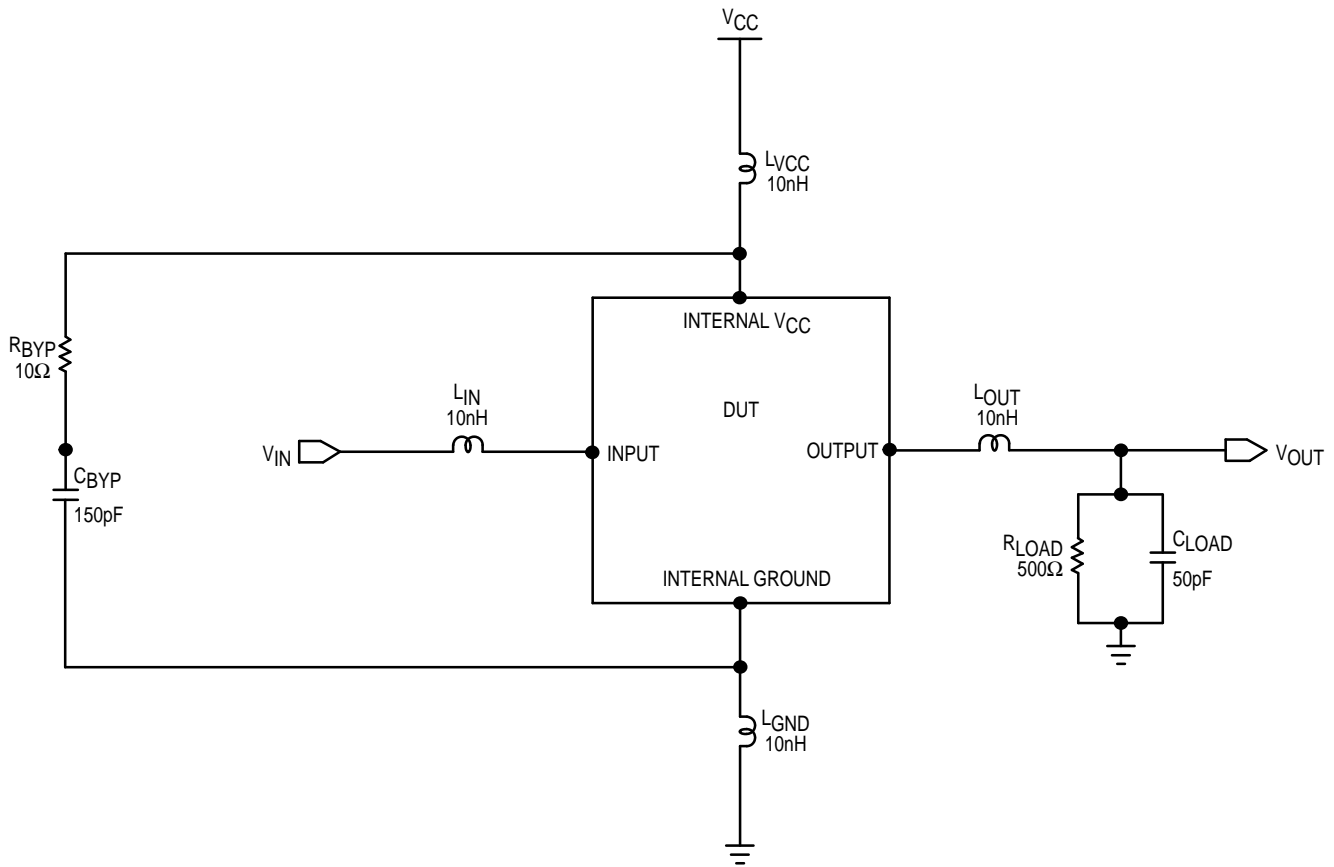 VCC
LVCC
10nH
INTERNAL VCC
RBYP
10Ω
LIN
10nH
DUT
LOUT
10nH
VIN
INPUT
OUTPUT
VOUT
CBYP
150pF
RLOAD
500Ω
CLOAD
50pF
INTERNAL GROUND
LGND
10nH